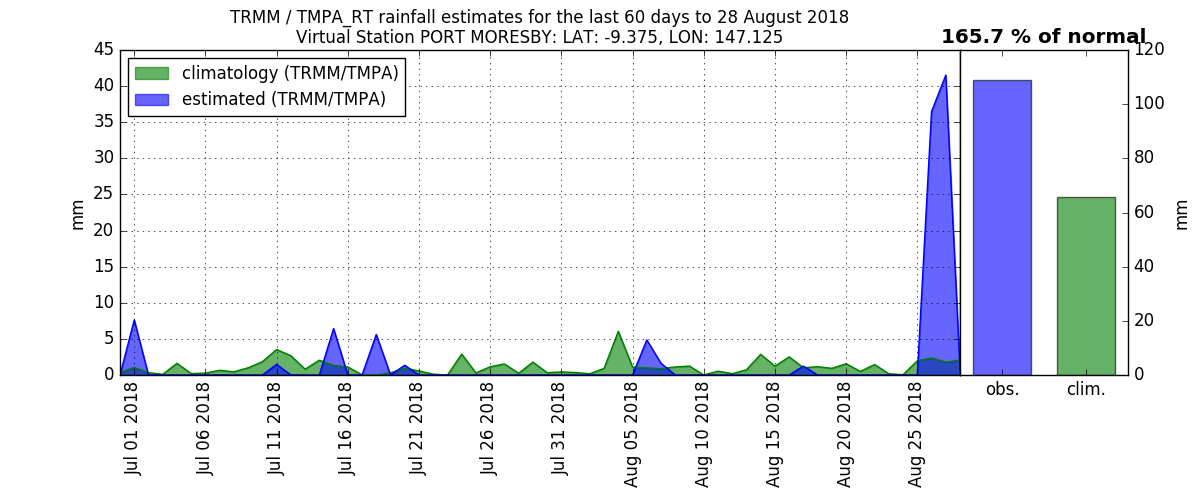 TRMM / TMPA_RT rainfall estimates for the last 60 days to 28 August 2018
Virtual Station PORT MORESBY: LAT: -9.375, LON: 147.125
165.7 % of normal
climatology (TRMM/TMPA)
estimated (TRMM/TMPA)
mm
45
40
35
30
25
20
15
10
5
0
Jul 01 2018
Jul 06 2018
Jul 11 2018
Jul 16 2018
Jul 21 2018
Jul 26 2018
Jul 31 2018
Aug 05 2018
Aug 10 2018
Aug 15 2018
Aug 20 2018
Aug 25 2018
obs.
clim.
120
100
80
60
40
20
0
mm